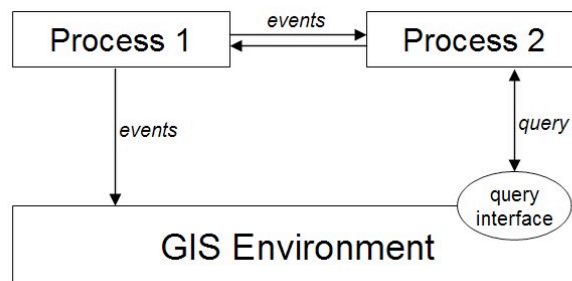 events
Process 1
Process 2
events
query
query
interface
GIS Environment